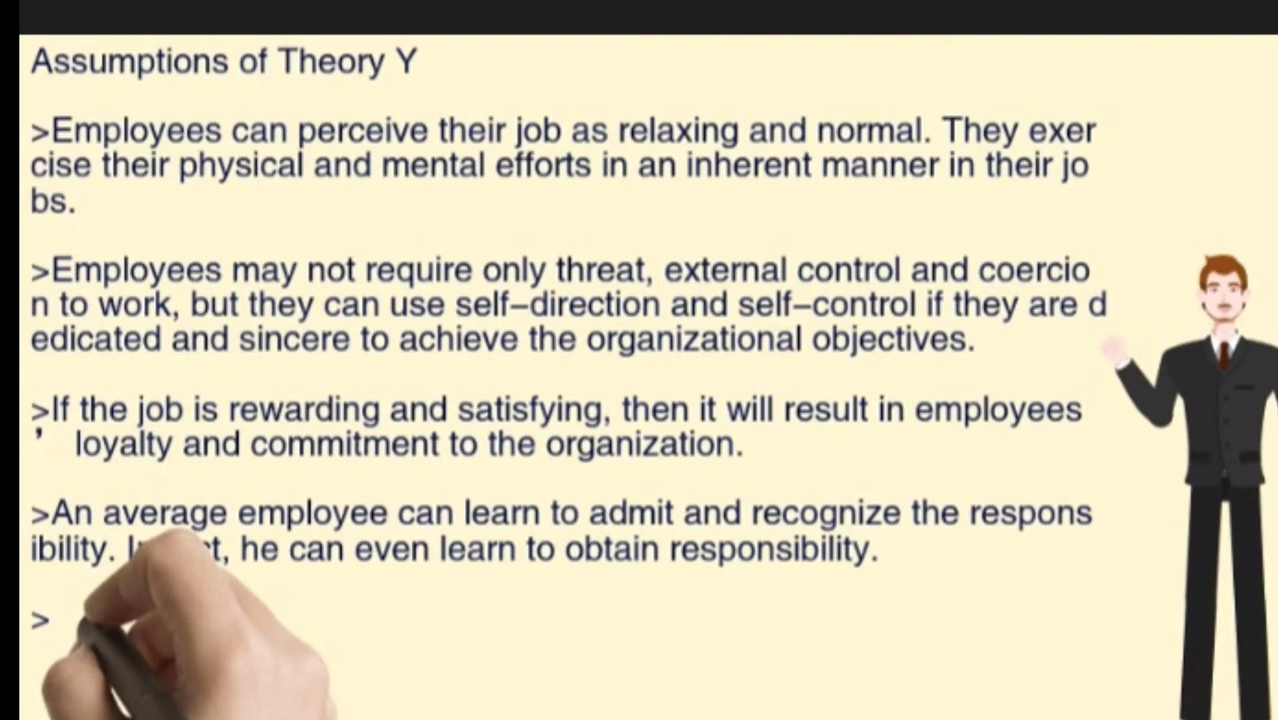 Assumptions of Theory Y
>Employees can perceive their job as relaxing and normal. They exer
cise their physical and mental efforts in an inherent manner in their jo
bs.
>Employees may not require only threat, external control and coercio
n to work, but they can use self–direction and self–control if they are d
edicated and sincere to achieve the organizational objectives.
>If the job is rewarding and satisfying, then it will result in employees
’ loyalty and commitment to the organization.
>An average employee can learn to admit and recognize the respons
ibility. he can even learn to obtain responsibility.
>